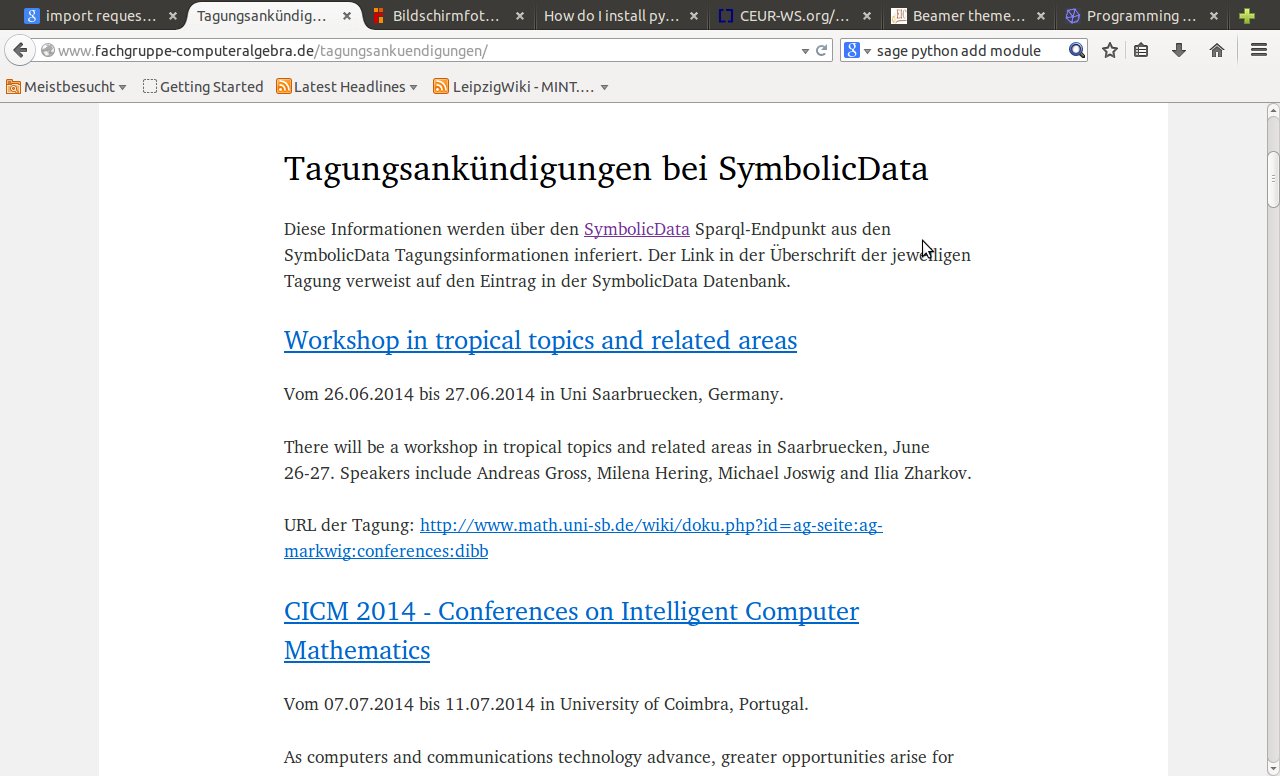 import reques... Tagungsankündig... Bildschirmfot... How do I install py... CEUR-WS.org/... Beamer theme... Programming ...
www.fachgruppe-computeralgebra.de/tagungsankuendigungen/ sage python add module
Meistbesucht Getting Started Latest Headlines LeipzigWiki - MINT....
Tagungsankündigungen bei SymbolicData
Diese Informationen werden über den SymbolicData Sparql-Endpunkt aus den
SymbolicData Tagungsinformationen inferiert. Der Link in der Überschrift der jeweiligen
Tagung verweist auf den Eintrag in der SymbolicData Datenbank.
Workshop in tropical topics and related areas
Vom 26.06.2014 bis 27.06.2014 in Uni Saarbruecken, Germany.
There will be a workshop in tropical topics and related areas in Saarbruecken, June
26-27. Speakers include Andreas Gross, Milena Hering, Michael Joswig and Ilia Zharkov.
URL der Tagung: http://www.math.uni-sb.de/wiki/doku.php?id=ag-seite:ag-
markwig:conferences:dibb
CICM 2014 - Conferences on Intelligent Computer
Mathematics
Vom 07.07.2014 bis 11.07.2014 in University of Coimbra, Portugal.
As computers and communications technology advance, greater opportunities arise for